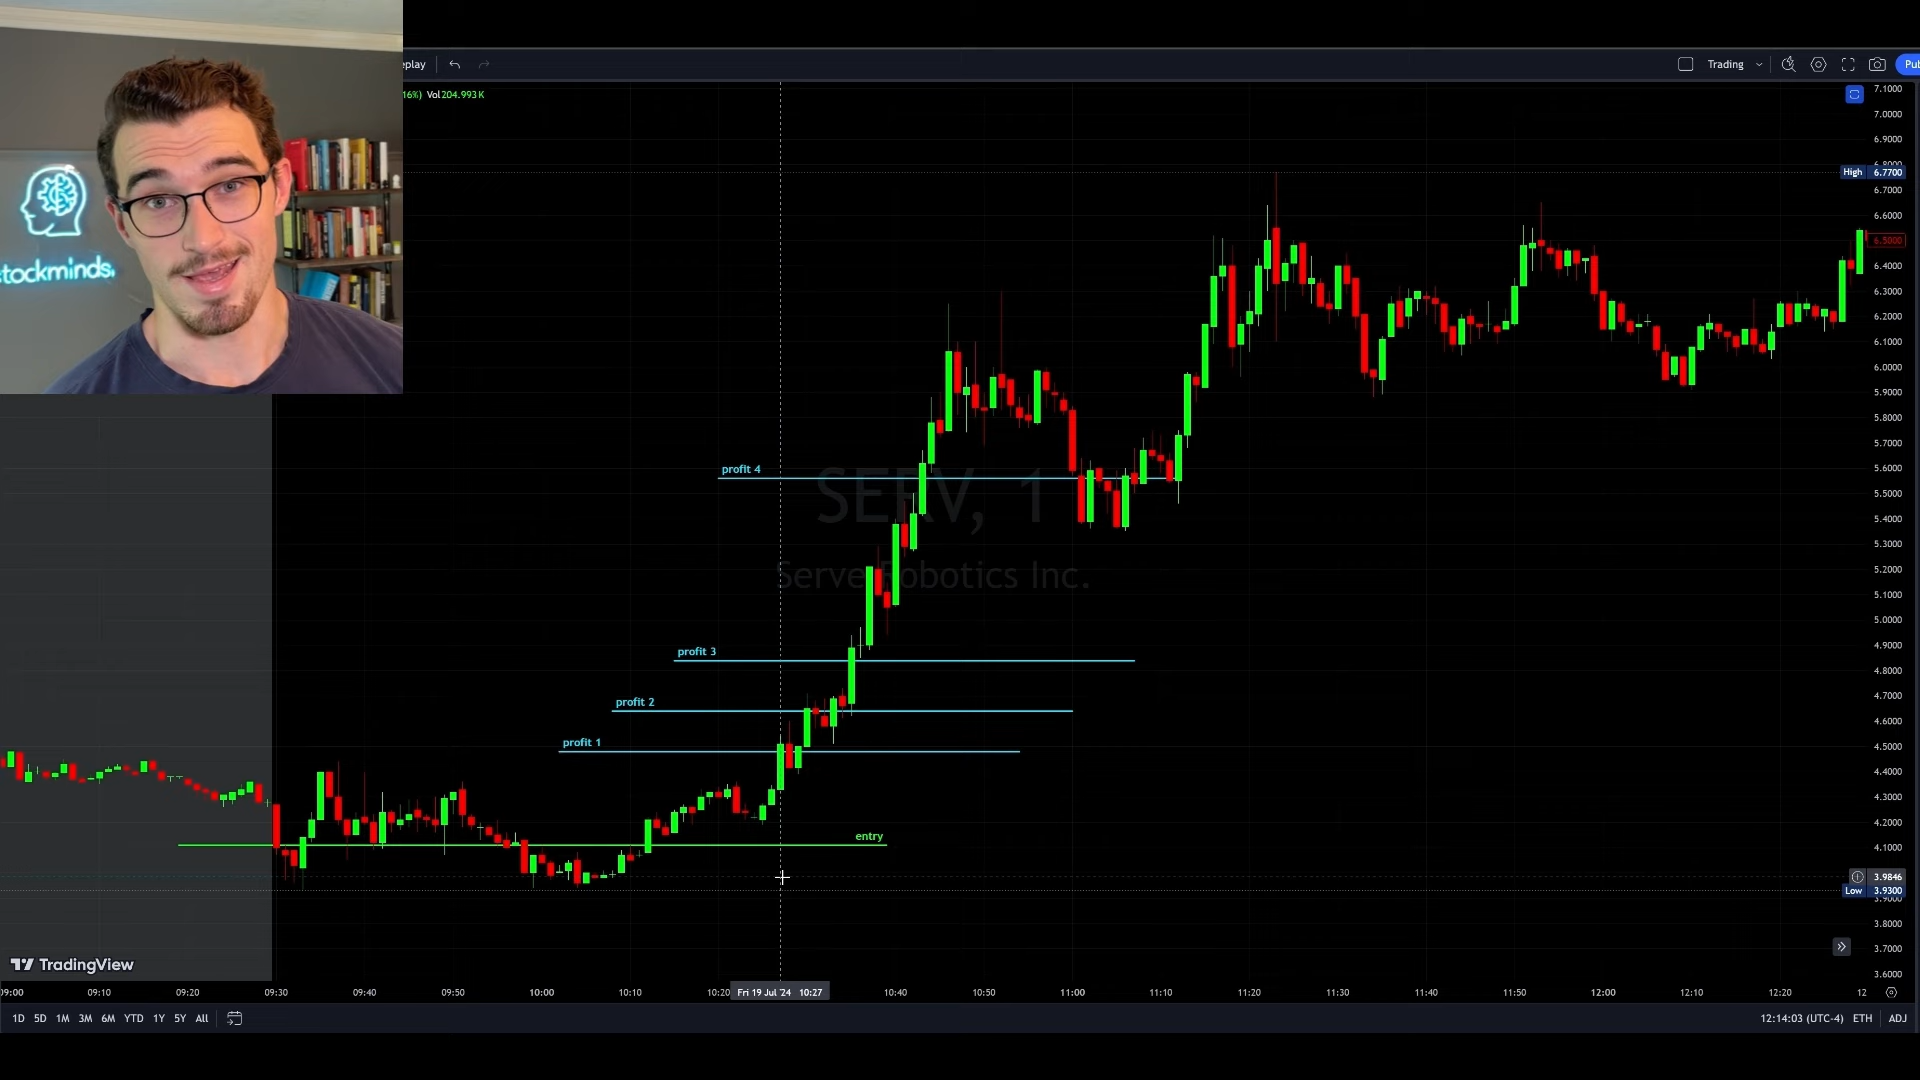 eplay
Trading
Pub
16%) Vol204.993K
tockminds.
7.1000
7.0000
6.9000
6.8000
High 6.7700
6.7000
6.6000
6.5000
6.4000
6.3000
6.2000
6.1000
6.0000
5.9000
5.8000
5.7000
5.6000
5.5000
5.4000
5.3000
5.2000
5.1000
5.0000
4.9000
4.8000
4.7000
4.6000
4.5000
4.4000
4.3000
4.2000
4.1000
3.9846
Low 3.9300
3.9000
3.8000
3.7000
3.6000
profit 4
SERV, 1
Serve Robotics Inc.
profit 3
profit 2
profit 1
entry
TradingView
09:00 09:10 09:20 09:30 09:40 09:50 10:00 10:10 10:20 Fri 19 Jul '24 10:27 10:40 10:50 11:00 11:10 11:20 11:30 11:40 11:50 12:00 12:10 12:20 12
1D 5D 1M 3M 6M YTD 1Y 5Y All
12:14:03 (UTC-4) ETH ADJ